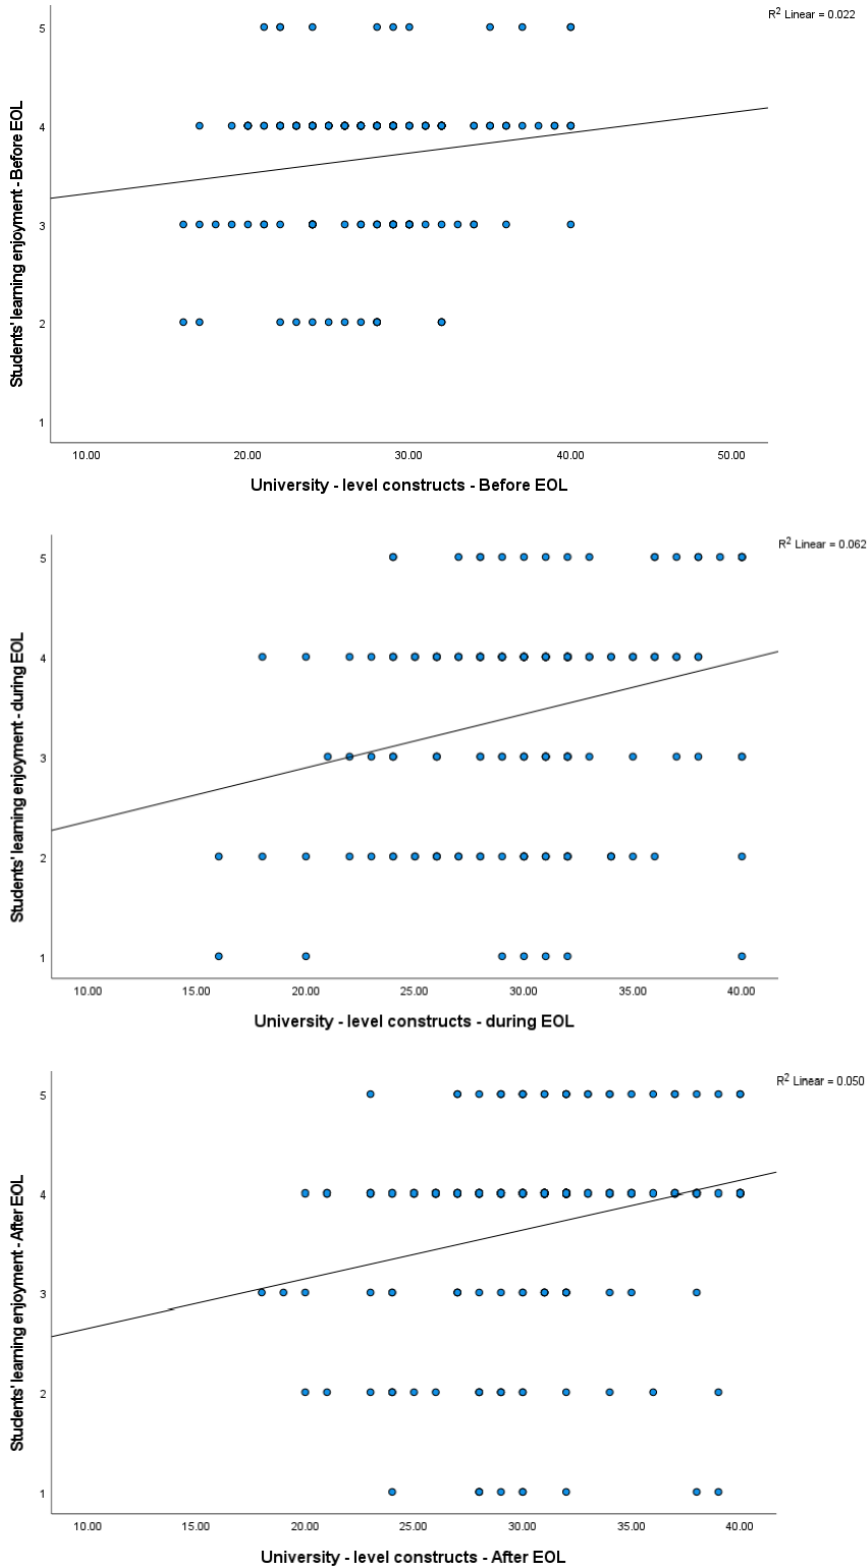 R2 Linear = 0.022
5
4
3
2
1
Students' learning enjoyment - Before EOL
10.00 20.00 30.00 40.00 50.00
University - level constructs - Before EOL
R2 Linear = 0.062
5
4
3
2
1
Students' learning enjoyment - during EOL
10.00 15.00 20.00 25.00 30.00 35.00 40.00
University - level constructs - during EOL
R2 Linear = 0.050
5
4
3
2
1
Students' learning enjoyment - After EOL
10.00 15.00 20.00 25.00 30.00 35.00 40.00
University - level constructs - After EOL